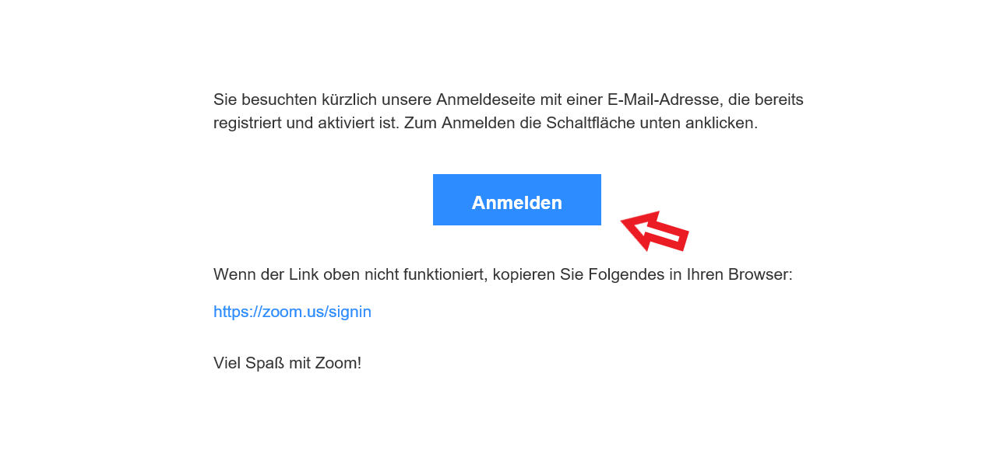 Sie besuchten kürzlich unsere Anmeldeseite mit einer E-Mail-Adresse, die bereits
registriert und aktiviert ist. Zum Anmelden die Schaltfläche unten anklicken.
Anmelden
Wenn der Link oben nicht funktioniert, kopieren Sie Folgendes in Ihren Browser:
https://zoom.us/signin
Viel Spaß mit Zoom!